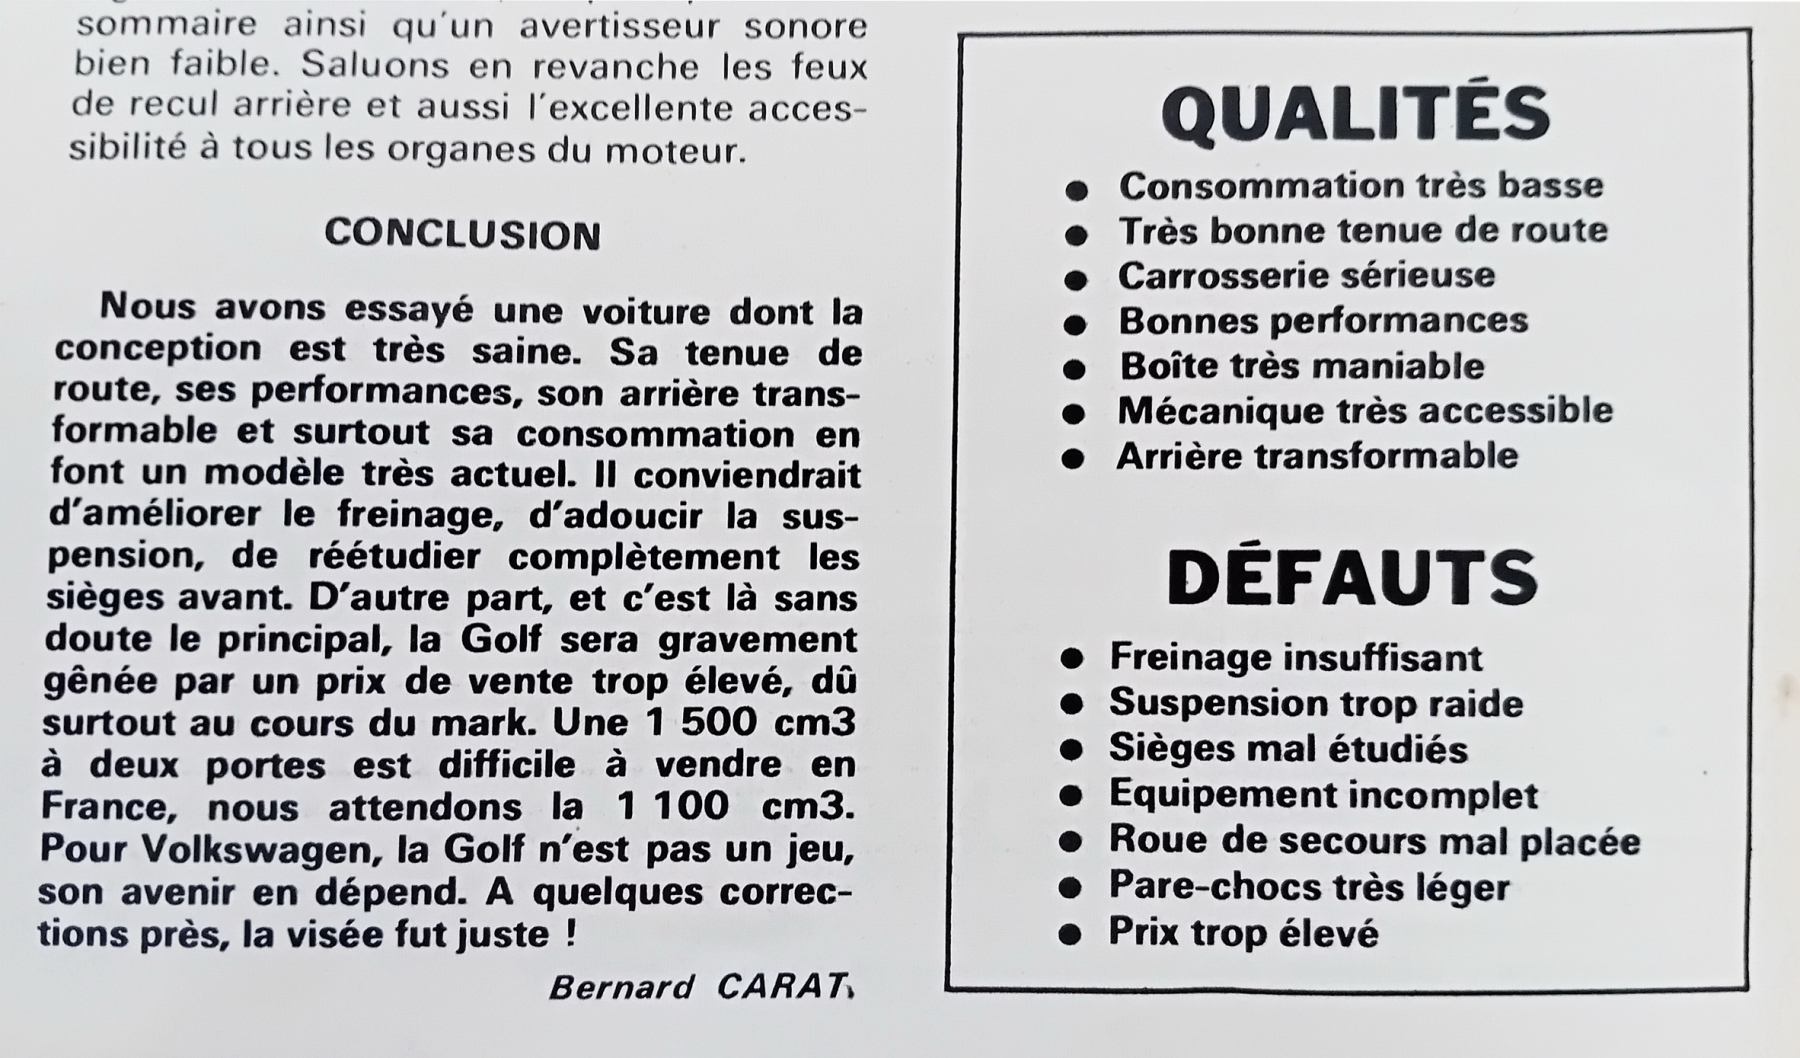 sommaire ainsi qu'un avertisseur sonore
bien faible. Saluons en revanche les feux
de recul arrière et aussi l'excellente acces-
sibilité à tous les organes du moteur.
CONCLUSION
Nous avons essayé une voiture dont la
conception est très saine. Sa tenue de
route, ses performances, son arrière trans-
formable et surtout sa consommation en
font un modèle très actuel. Il conviendrait
d'améliorer le freinage, d'adoucir la sus-
pension, de réétudier complètement les
sièges avant. D'autre part, et c'est là sans
doute le principal, la Golf sera gravement
gênée par un prix de vente trop élevé, dû
surtout au cours du mark. Une 1 500 cm3
à deux portes est difficile à vendre en
France, nous attendons la 1 100 cm3.
Pour Volkswagen, la Golf n'est pas un jeu,
son avenir en dépend. A quelques correc-
tions près, la visée fut juste !
Bernard CARAT.
QUALITÉS
● Consommation très basse
● Très bonne tenue de route
● Carrosserie sérieuse
● Bonnes performances
● Boîte très maniable
● Mécanique très accessible
● Arrière transformable
DÉFAUTS
● Freinage insuffisant
● Suspension trop raide
● Sièges mal étudiés
● Equipement incomplet
● Roue de secours mal placée
● Pare-chocs très léger
● Prix trop élevé